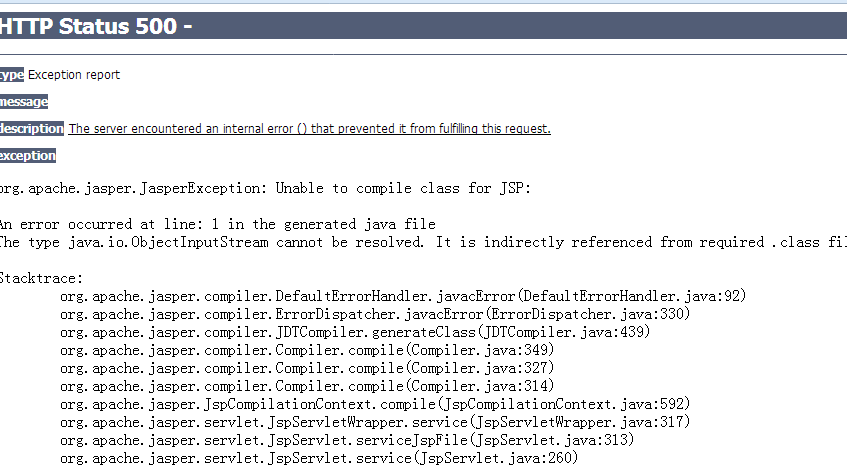 HTTP Status 500 -
type Exception report
message
description The server encountered an internal error () that prevented it from fulfilling this request.
exception
org.apache.jasper.JasperException: Unable to compile class for JSP:
An error occurred at line: 1 in the generated java file
The type java.io.ObjectInputStream cannot be resolved. It is indirectly referenced from required .class fil
Stacktrace:
org.apache.jasper.compiler.DefaultErrorHandler.javacError(DefaultErrorHandler.java:92)
org.apache.jasper.compiler.ErrorDispatcher.javacError(ErrorDispatcher.java:330)
org.apache.jasper.compiler.JDTCompiler.generateClass(JDTCompiler.java:439)
org.apache.jasper.compiler.Compiler.compile(Compiler.java:349)
org.apache.jasper.compiler.Compiler.compile(Compiler.java:327)
org.apache.jasper.compiler.Compiler.compile(Compiler.java:314)
org.apache.jasper.JspCompilationContext.compile(JspCompilationContext.java:592)
org.apache.jasper.servlet.JspServletWrapper.service(JspServletWrapper.java:317)
org.apache.jasper.servlet.JspServlet.serviceJspFile(JspServlet.java:313)
org.apache.jasper.servlet.JspServlet.service(JspServlet.java:260)